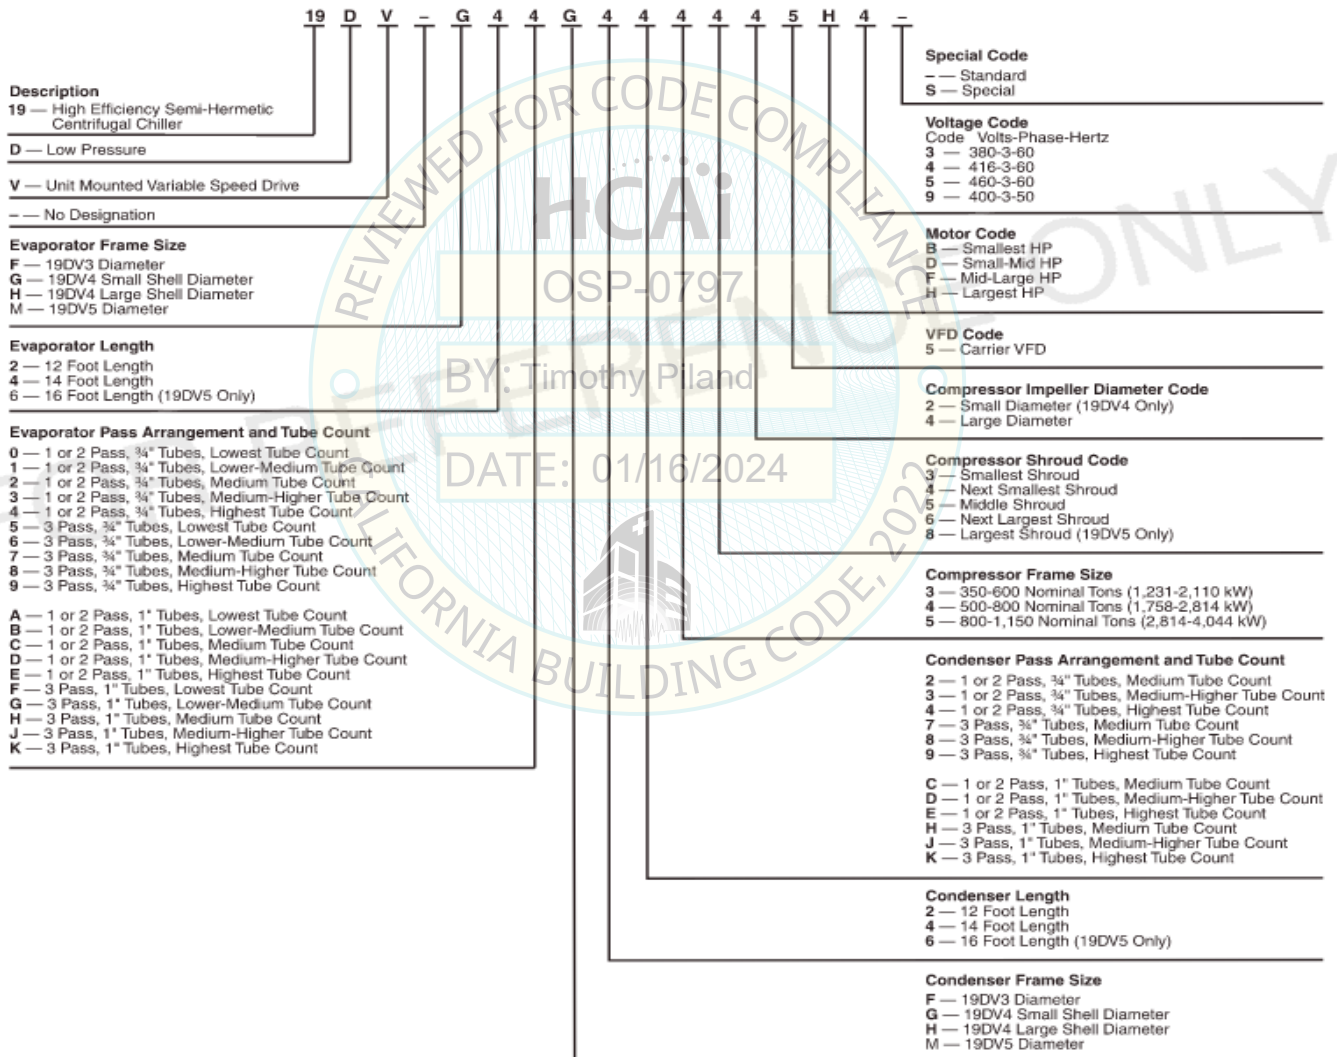 19 D V – G 4 4 G 4 4 4 4 4 5 H 4 –
Description
19 — High Efficiency Semi-Hermetic
Centrifugal Chiller
D — Low Pressure
V — Unit Mounted Variable Speed Drive
– — No Designation
Evaporator Frame Size
F — 19DV3 Diameter
G — 19DV4 Small Shell Diameter
H — 19DV4 Large Shell Diameter
M — 19DV5 Diameter
Evaporator Length
2 — 12 Foot Length
4 — 14 Foot Length
6 — 16 Foot Length (19DV5 Only)
Evaporator Pass Arrangement and Tube Count
0 — 1 or 2 Pass, ¾" Tubes, Lowest Tube Count
1 — 1 or 2 Pass, ¾" Tubes, Lower-Medium Tube Count
2 — 1 or 2 Pass, ¾" Tubes, Medium Tube Count
3 — 1 or 2 Pass, ¾" Tubes, Medium-Higher Tube Count
4 — 1 or 2 Pass, ¾" Tubes, Highest Tube Count
5 — 3 Pass, ¾" Tubes, Lowest Tube Count
6 — 3 Pass, ¾" Tubes, Lower-Medium Tube Count
7 — 3 Pass, ¾" Tubes, Medium Tube Count
8 — 3 Pass, ¾" Tubes, Medium-Higher Tube Count
9 — 3 Pass, ¾" Tubes, Highest Tube Count
A — 1 or 2 Pass, 1" Tubes, Lowest Tube Count
B — 1 or 2 Pass, 1" Tubes, Lower-Medium Tube Count
C — 1 or 2 Pass, 1" Tubes, Medium Tube Count
D — 1 or 2 Pass, 1" Tubes, Medium-Higher Tube Count
E — 1 or 2 Pass, 1" Tubes, Highest Tube Count
F — 3 Pass, 1" Tubes, Lowest Tube Count
G — 3 Pass, 1" Tubes, Lower-Medium Tube Count
H — 3 Pass, 1" Tubes, Medium Tube Count
J — 3 Pass, 1" Tubes, Medium-Higher Tube Count
K — 3 Pass, 1" Tubes, Highest Tube Count
Special Code
– — Standard
S — Special
Voltage Code
Code Volts-Phase-Hertz
3 — 380-3-60
4 — 416-3-60
5 — 460-3-60
9 — 400-3-50
Motor Code
B — Smallest HP
D — Small-Mid HP
F — Mid-Large HP
H — Largest HP
VFD Code
5 — Carrier VFD
Compressor Impeller Diameter Code
2 — Small Diameter (19DV4 Only)
4 — Large Diameter
Compressor Shroud Code
3 — Smallest Shroud
4 — Next Smallest Shroud
5 — Middle Shroud
6 — Next Largest Shroud
8 — Largest Shroud (19DV5 Only)
Compressor Frame Size
3 — 350-600 Nominal Tons (1,231-2,110 kW)
4 — 500-800 Nominal Tons (1,758-2,814 kW)
5 — 800-1,150 Nominal Tons (2,814-4,044 kW)
Condenser Pass Arrangement and Tube Count
2 — 1 or 2 Pass, ¾" Tubes, Medium Tube Count
3 — 1 or 2 Pass, ¾" Tubes, Medium-Higher Tube Count
4 — 1 or 2 Pass, ¾" Tubes, Highest Tube Count
7 — 3 Pass, ¾" Tubes, Medium Tube Count
8 — 3 Pass, ¾" Tubes, Medium-Higher Tube Count
9 — 3 Pass, ¾" Tubes, Highest Tube Count
C — 1 or 2 Pass, 1" Tubes, Medium Tube Count
D — 1 or 2 Pass, 1" Tubes, Medium-Higher Tube Count
E — 1 or 2 Pass, 1" Tubes, Highest Tube Count
H — 3 Pass, 1" Tubes, Medium Tube Count
J — 3 Pass, 1" Tubes, Medium-Higher Tube Count
K — 3 Pass, 1" Tubes, Highest Tube Count
Condenser Length
2 — 12 Foot Length
4 — 14 Foot Length
6 — 16 Foot Length (19DV5 Only)
Condenser Frame Size
F — 19DV3 Diameter
G — 19DV4 Small Shell Diameter
H — 19DV4 Large Shell Diameter
M — 19DV5 Diameter
REVIEWED FOR CODE COMPLIANCE
HCAi
OSP-0797
BY: Timothy Piland
DATE: 01/16/2024
CALIFORNIA BUILDING CODE, 2022
REFERENCE ONLY